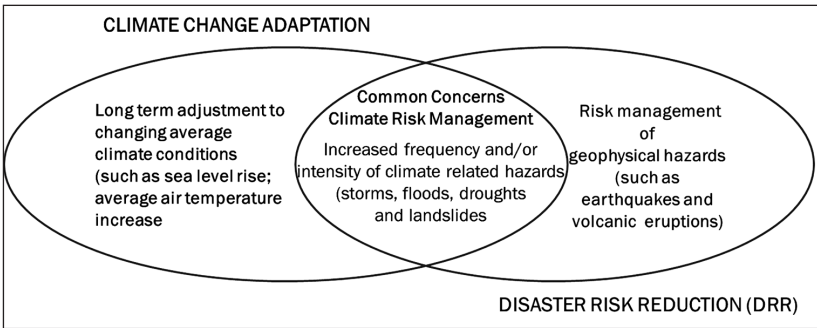 CLIMATE CHANGE ADAPTATION
Long term adjustment to
changing average
climate conditions
(such as sea level rise;
average air temperature
increase
Common Concerns
Climate Risk Management
Increased frequency and/or
intensity of climate related hazards
(storms, floods, droughts
and landslides
Risk management
of
geophysical hazards
(such as
earthquakes and
volcanic eruptions)
DISASTER RISK REDUCTION (DRR)